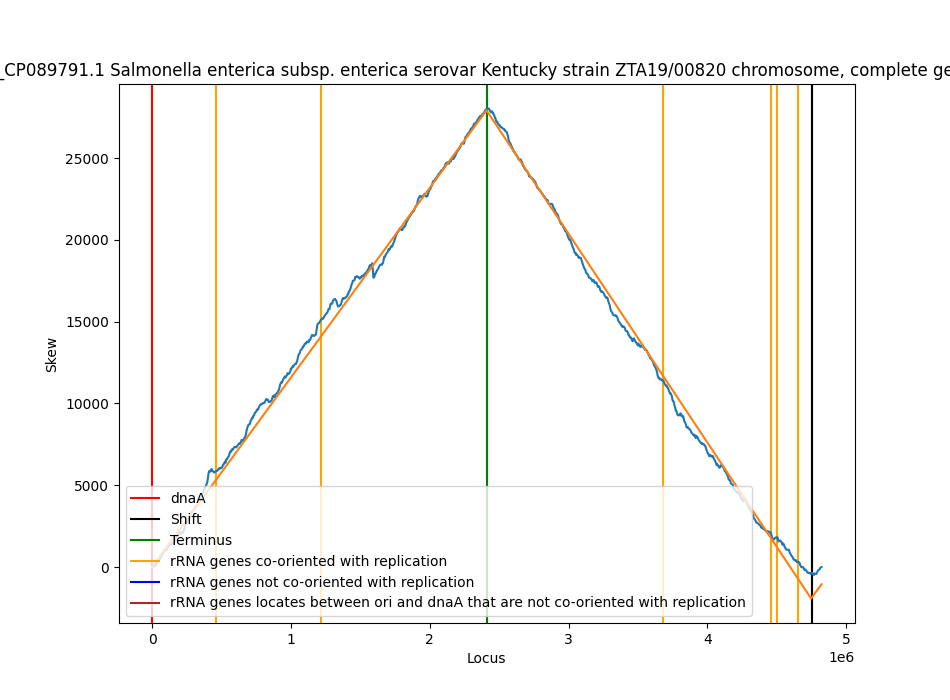 _CP089791.1 Salmonella enterica subsp. enterica serovar Kentucky strain ZTA19/00820 chromosome, complete ge
25000
20000
15000
10000
5000
0
Skew
dnaA
Shift
Terminus
rRNA genes co-oriented with replication
rRNA genes not co-oriented with replication
rRNA genes locates between ori and dnaA that are not co-oriented with replication
0 1 2 3 4 5
1e6
Locus